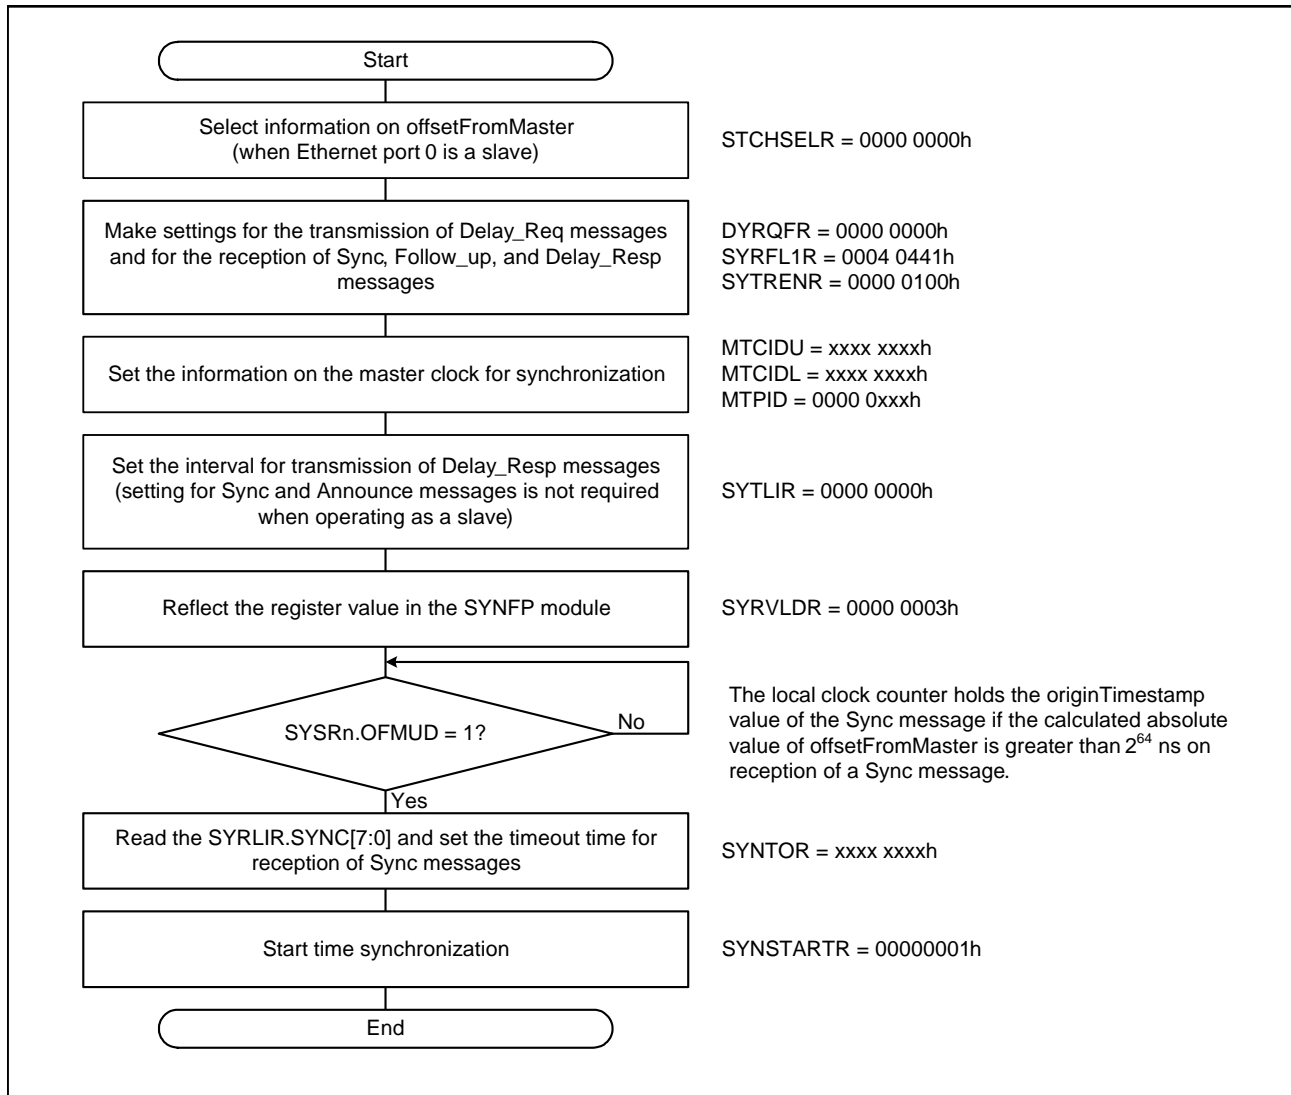 Start
Select information on offsetFromMaster
(when Ethernet port 0 is a slave)
STCHSELR = 0000 0000h
Make settings for the transmission of Delay_Req messages
and for the reception of Sync, Follow_up, and Delay_Resp
messages
DYRQFR = 0000 0000h
SYRFL1R = 0004 0441h
SYTRENR = 0000 0100h
Set the information on the master clock for synchronization
MTCIDU = xxxx xxxxh
MTCIDL = xxxx xxxxh
MTPID = 0000 0xxxh
Set the interval for transmission of Delay_Resp messages
(setting for Sync and Announce messages is not required
when operating as a slave)
SYTLIR = 0000 0000h
Reflect the register value in the SYNFP module
SYRVLDR = 0000 0003h
SYSRn.OFMUD = 1?
No
The local clock counter holds the originTimestamp
value of the Sync message if the calculated absolute
value of offsetFromMaster is greater than 2^64 ns on
reception of a Sync message.
Yes
Read the SYRLIR.SYNC[7:0] and set the timeout time for
reception of Sync messages
SYNTOR = xxxx xxxxh
Start time synchronization
SYNSTARTR = 00000001h
End